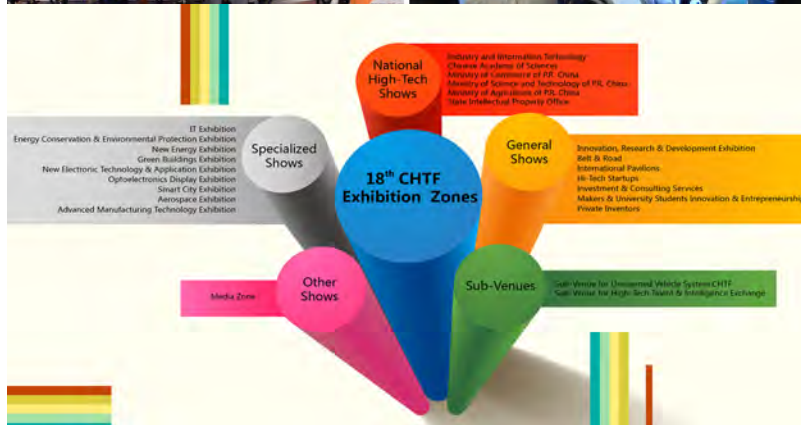 National
High-Tech
Shows
Industry and Information Technology
Chinese Academy of Sciences
Ministry of Commerce of P.R. China
Ministry of Science and Technology of P.R. China
Ministry of Agriculture of P.R. China
State Intellectual Property Office
Specialized
Shows
IT Exhibition
Energy Conservation & Environmental Protection Exhibition
New Energy Exhibition
Green Buildings Exhibition
New Electronic Technology & Application Exhibition
Optoelectronics Display Exhibition
Smart City Exhibition
Aerospace Exhibition
Advanced Manufacturing Technology Exhibition
18th CHTF
Exhibition Zones
General
Shows
Innovation, Research & Development Exhibition
Belt & Road
International Pavilions
Hi-Tech Startups
Investment & Consulting Services
Makers & University Students Innovation & Entrepreneurship
Private Inventors
Other
Shows
Media Zone
Sub-Venues
Sub-Venue for Unmanned Vehicle System CHTF
Sub-Venue for High-Tech Talent & Intelligence Exchange